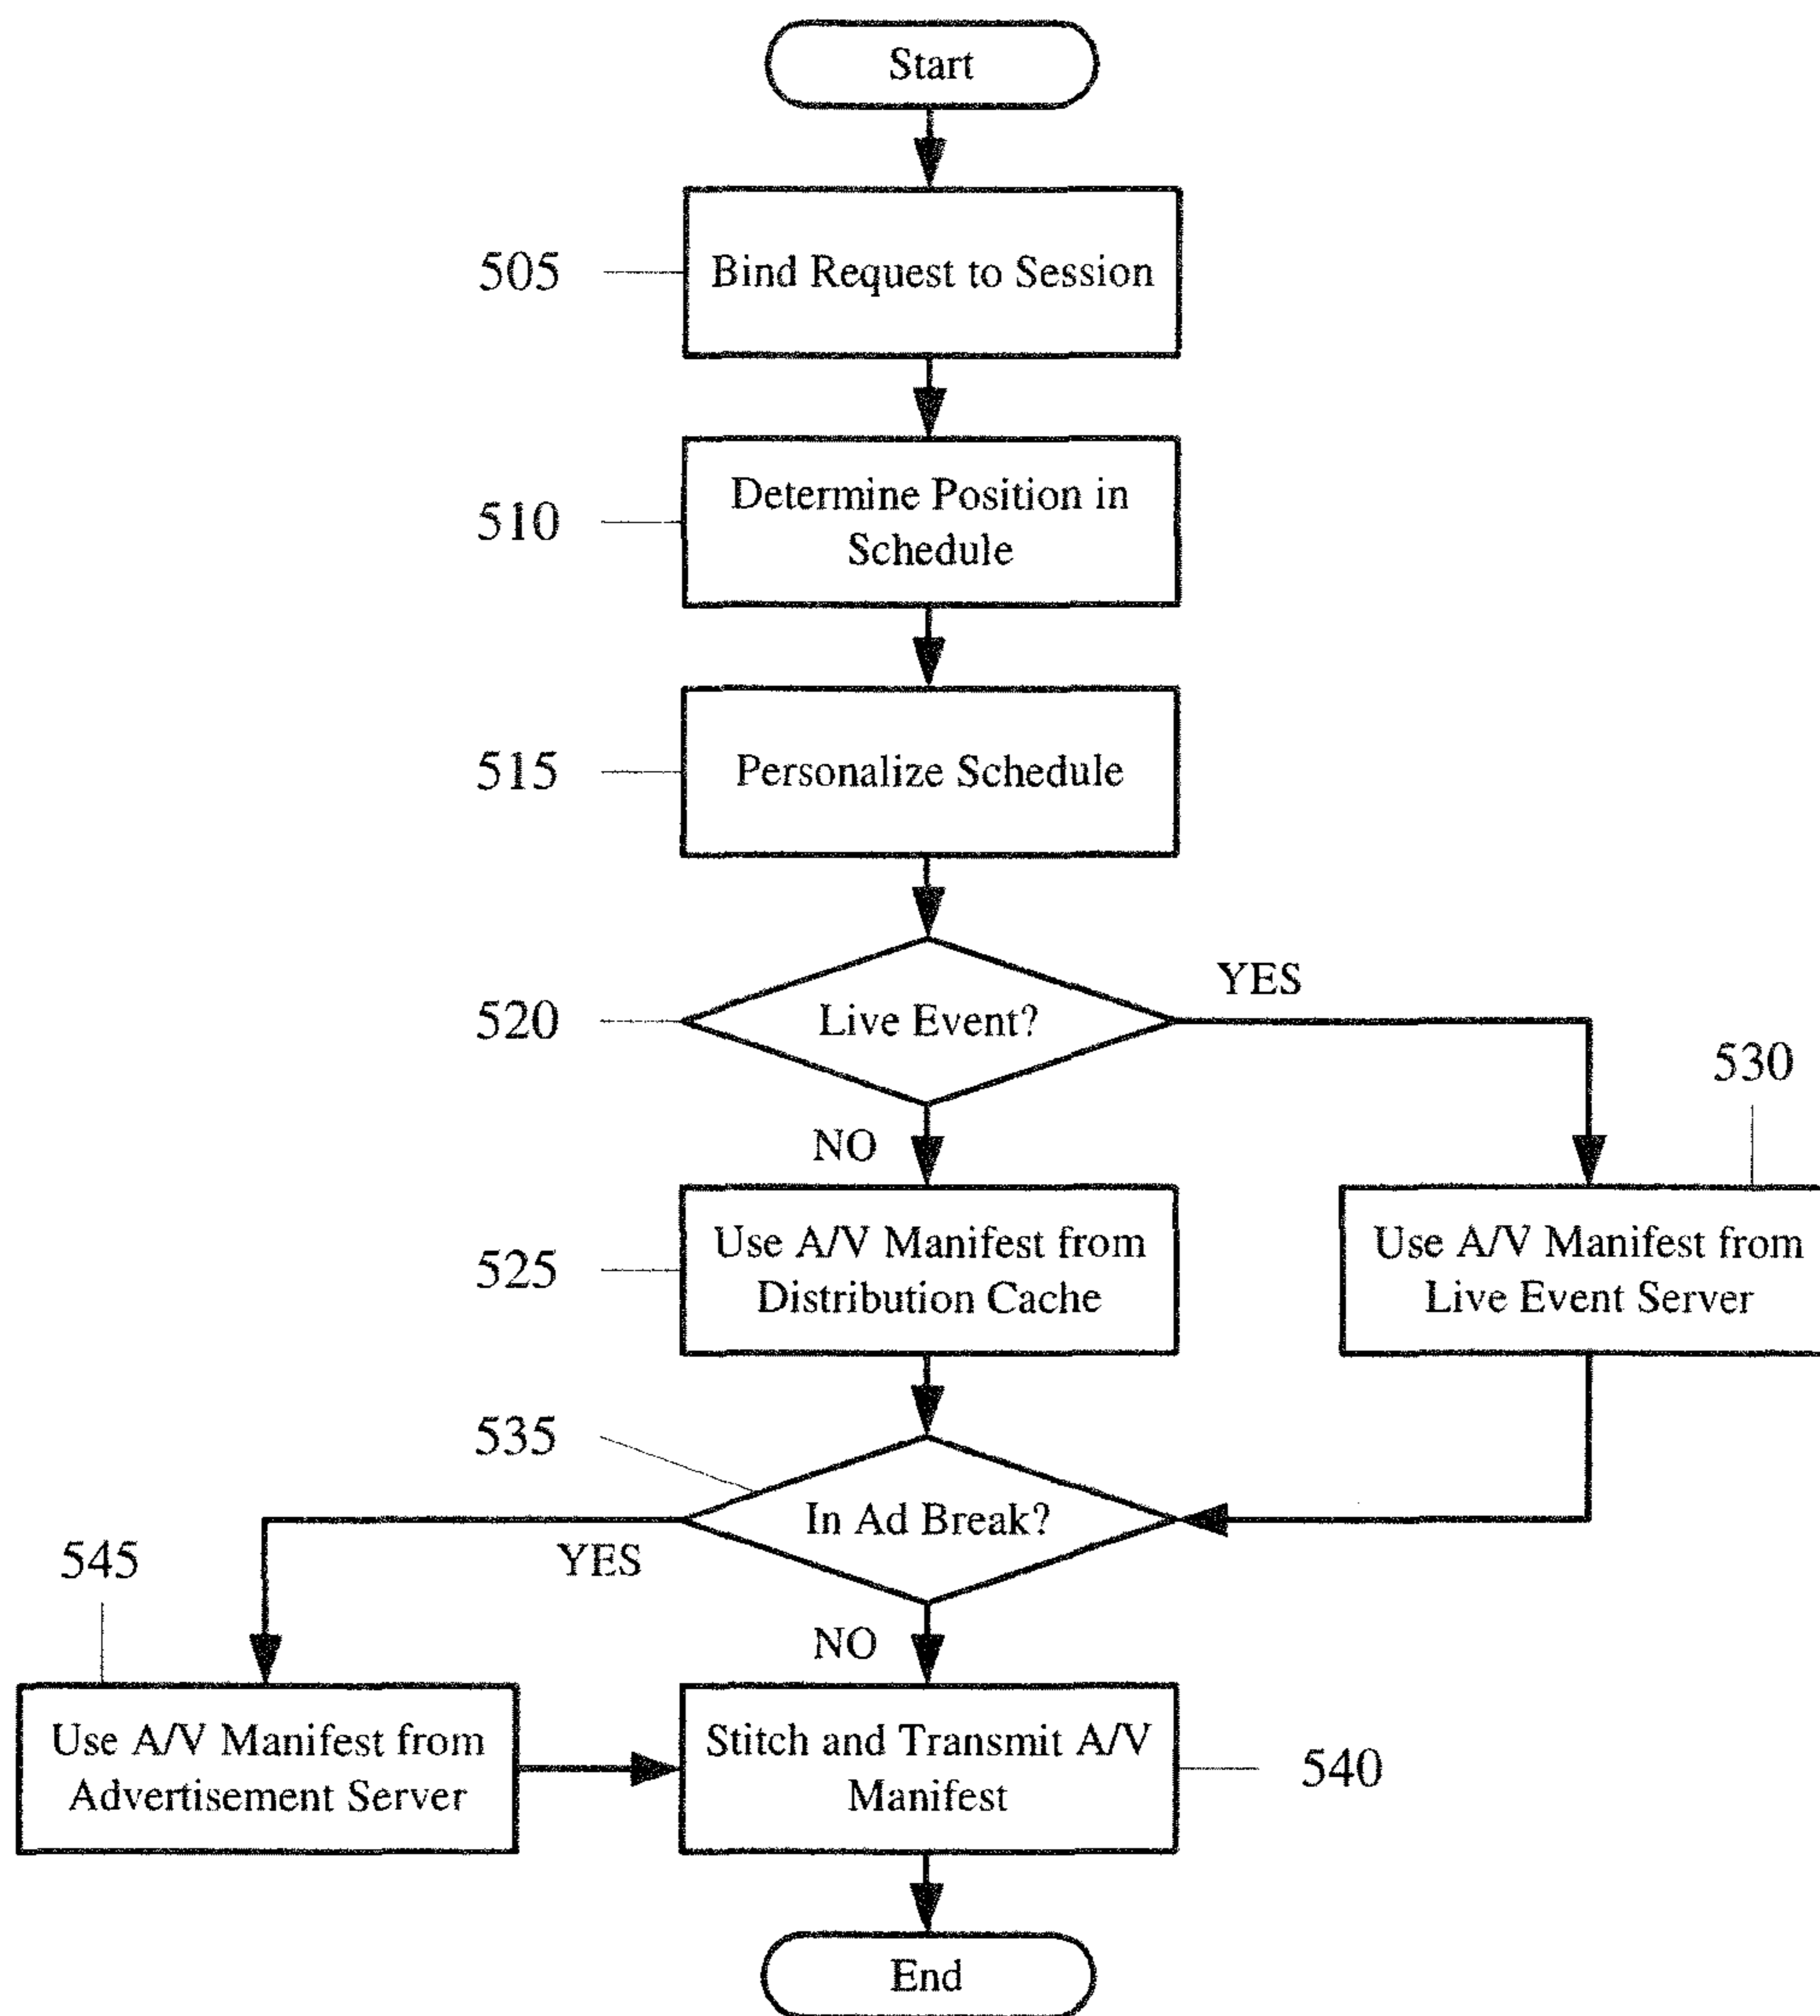 Start
505
Bind Request to Session
510
Determine Position in
Schedule
515
Personalize Schedule
520
Live Event?
YES
NO
530
525
Use A/V Manifest from
Distribution Cache
Use A/V Manifest from
Live Event Server
535
In Ad Break?
YES
NO
545
Use A/V Manifest from
Advertisement Server
Stitch and Transmit A/V
Manifest
540
End